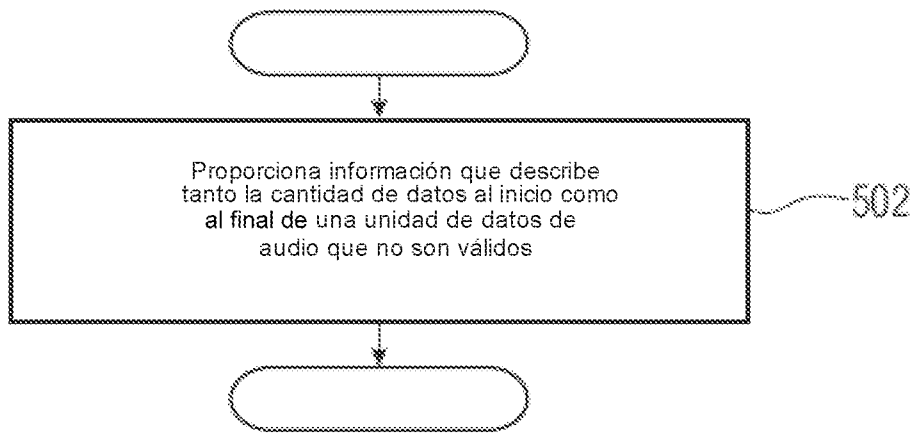 Proporciona información que describe
tanto la cantidad de datos al inicio como
al final de una unidad de datos de
audio que no son válidos
502